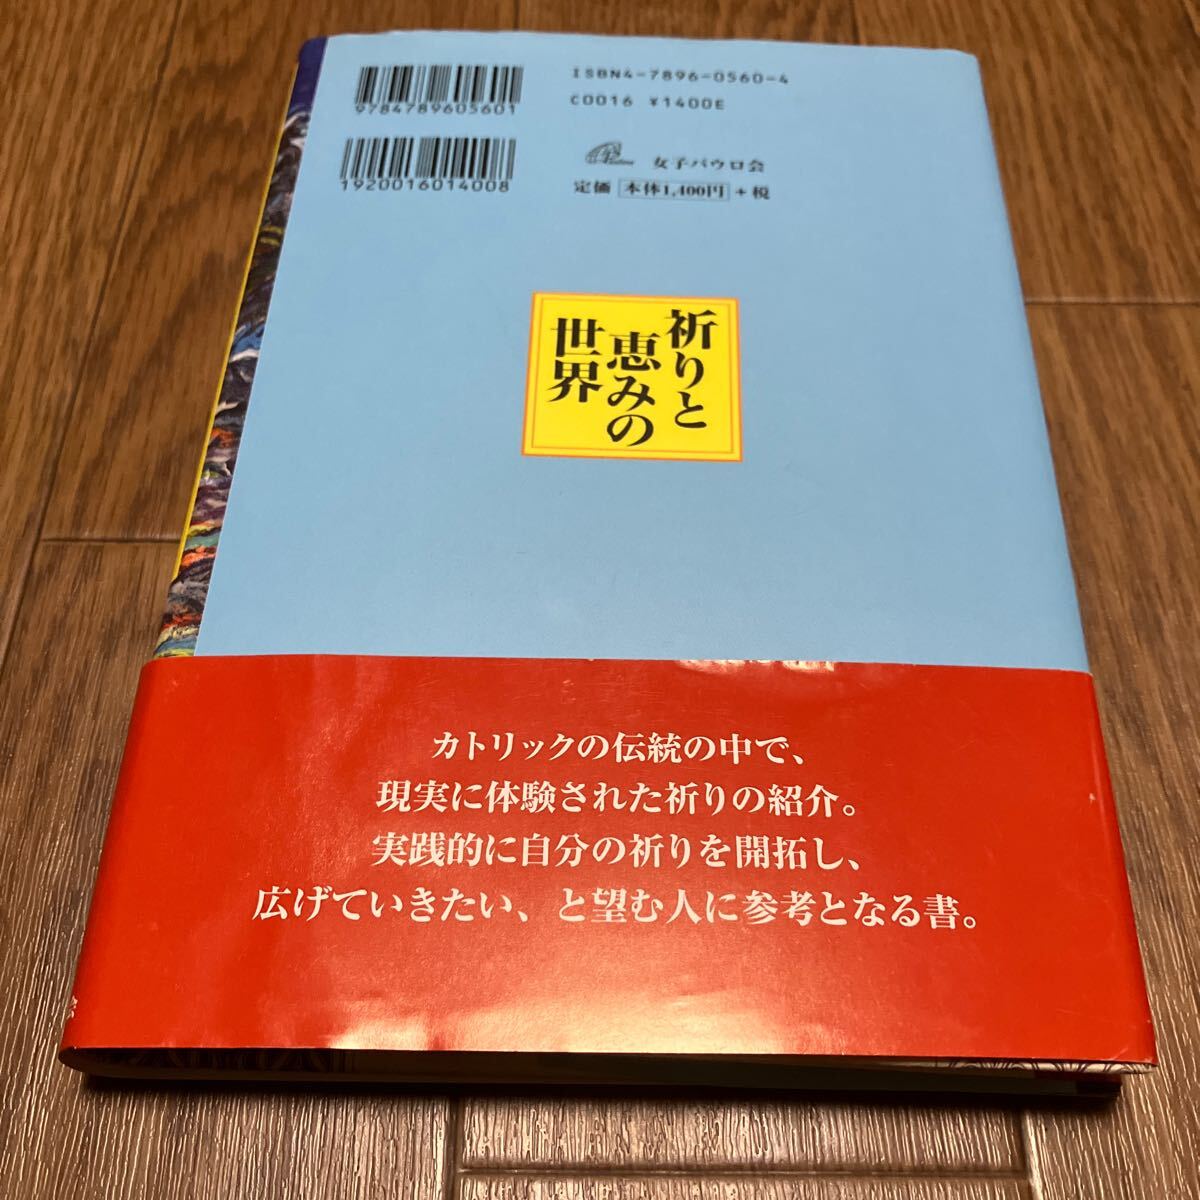 9784789605601
ISBN4-7896-0560-4
C0016 ¥1400E
1920016014008
女子パウロ会
定価 本体1,400円 + 税
祈りと
恵みの
世界
カトリックの伝統の中で、
現実に体験された祈りの紹介。
実践的に自分の祈りを開拓し、
広げていきたい、と望む人に参考となる書。